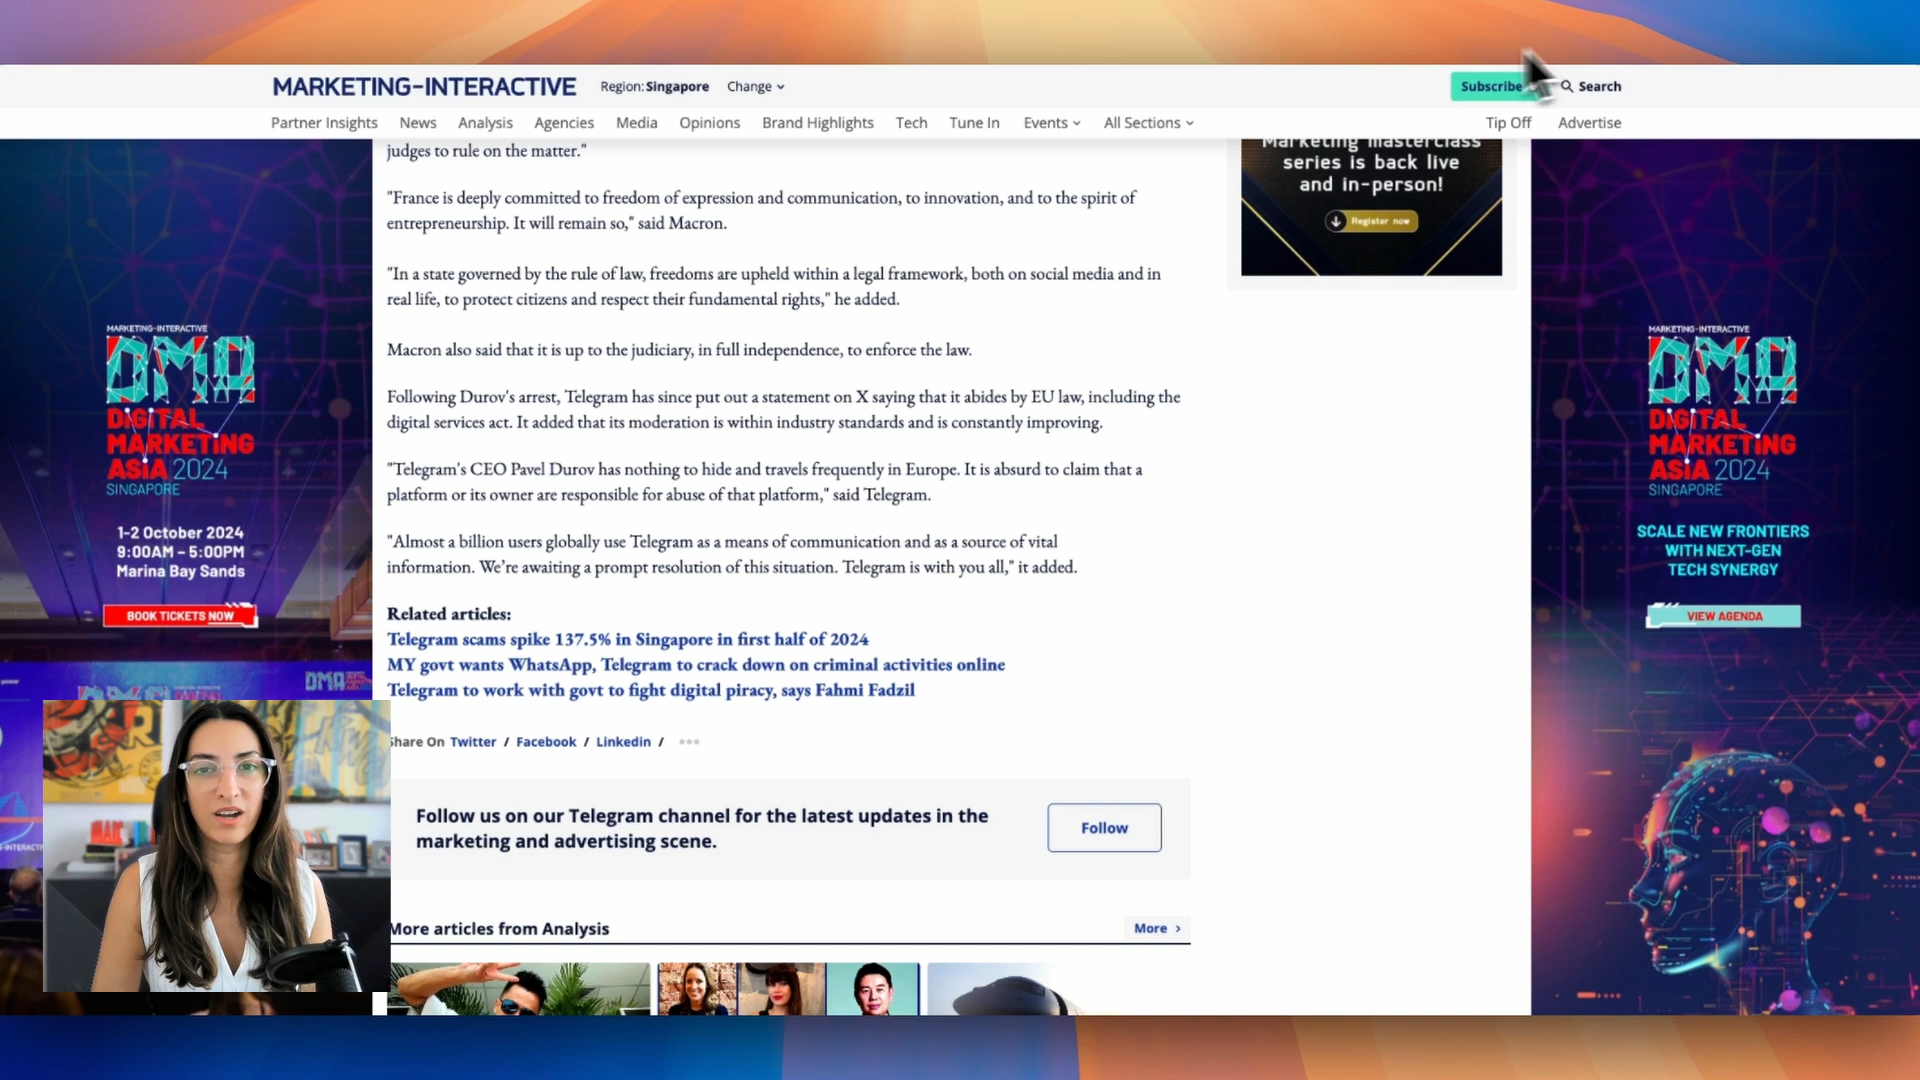 MARKETING-INTERACTIVE
Region: Singapore
Change
Subscribe
Search
Partner Insights
News
Analysis
Agencies
Media
Opinions
Brand Highlights
Tech
Tune In
Events
All Sections
Tip Off
Advertise
judges to rule on the matter."
"France is deeply committed to freedom of expression and communication, to innovation, and to the spirit of
entrepreneurship. It will remain so," said Macron.
"In a state governed by the rule of law, freedoms are upheld within a legal framework, both on social media and in
real life, to protect citizens and respect their fundamental rights," he added.
Macron also said that it is up to the judiciary, in full independence, to enforce the law.
Following Durov's arrest, Telegram has since put out a statement on X saying that it abides by EU law, including the
digital services act. It added that its moderation is within industry standards and is constantly improving.
"Telegram's CEO Pavel Durov has nothing to hide and travels frequently in Europe. It is absurd to claim that a
platform or its owner are responsible for abuse of that platform," said Telegram.
"Almost a billion users globally use Telegram as a means of communication and as a source of vital
information. We’re awaiting a prompt resolution of this situation. Telegram is with you all," it added.
Related articles:
Telegram scams spike 137.5% in Singapore in first half of 2024
MY govt wants WhatsApp, Telegram to crack down on criminal activities online
Telegram to work with govt to fight digital piracy, says Fahmi Fadzil
Share On Twitter / Facebook / Linkedin /
Follow us on our Telegram channel for the latest updates in the
marketing and advertising scene.
Follow
More articles from Analysis
More
Marketing masterclass
series is back live
and in-person!
Register now
MARKETING-INTERACTIVE
DMA
DIGITAL
MARKETING
ASIA 2024
SINGAPORE
1-2 October 2024
9:00AM – 5:00PM
Marina Bay Sands
BOOK TICKETS NOW
DMA
MARKETING-INTERACTIVE
DMA
DIGITAL
MARKETING
ASIA 2024
SINGAPORE
SCALE NEW FRONTIERS
WITH NEXT-GEN
TECH SYNERGY
VIEW AGENDA